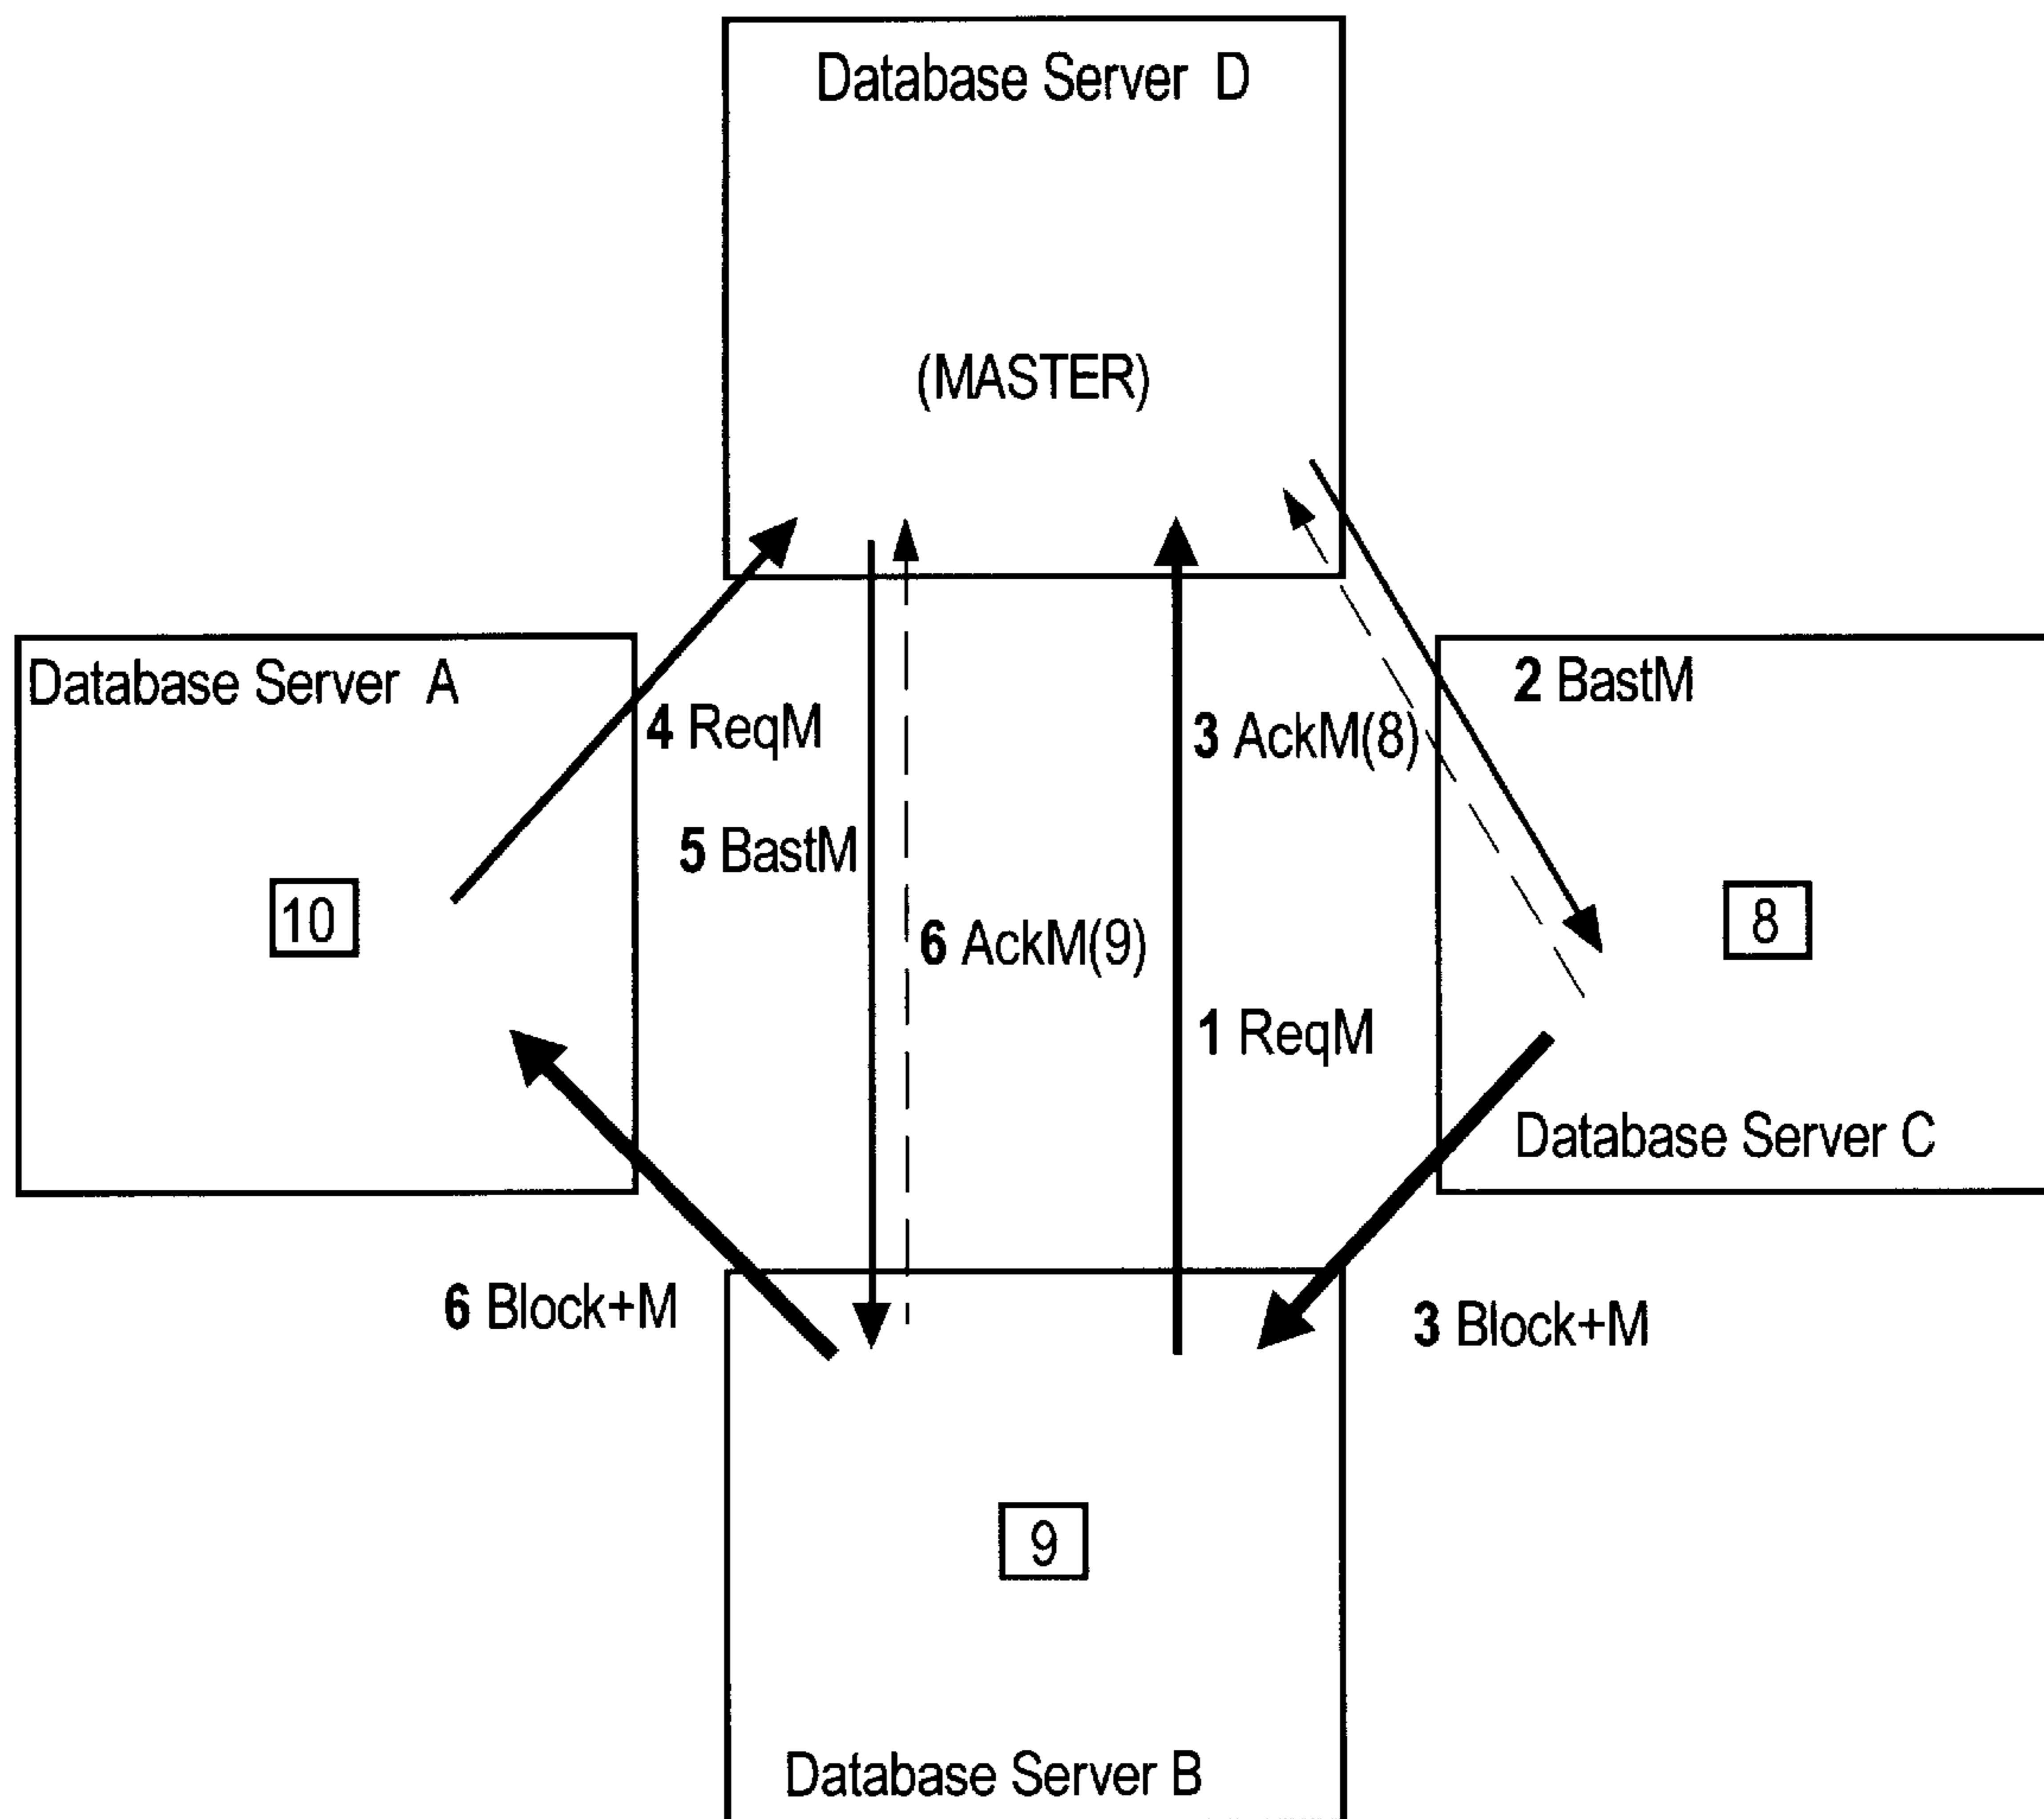 Database Server D
(MASTER)
Database Server A
2 BastM
4 ReqM
3 AckM(8)
5 BastM
10
8
6 AckM(9)
1 ReqM
Database Server C
6 Block+M
3 Block+M
9
Database Server B